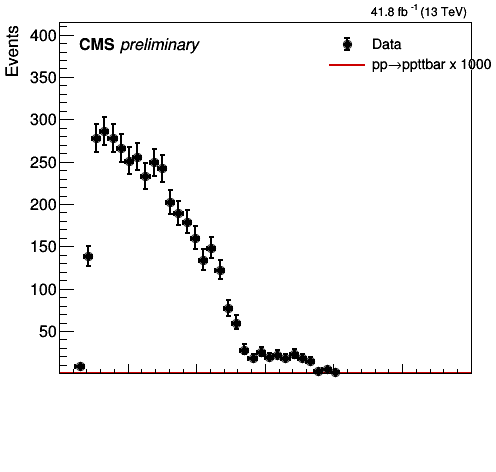 41.8 fb⁻¹ (13 TeV)
Events
CMS preliminary
Data
pp→ppttbar x 1000
400
350
300
250
200
150
100
50